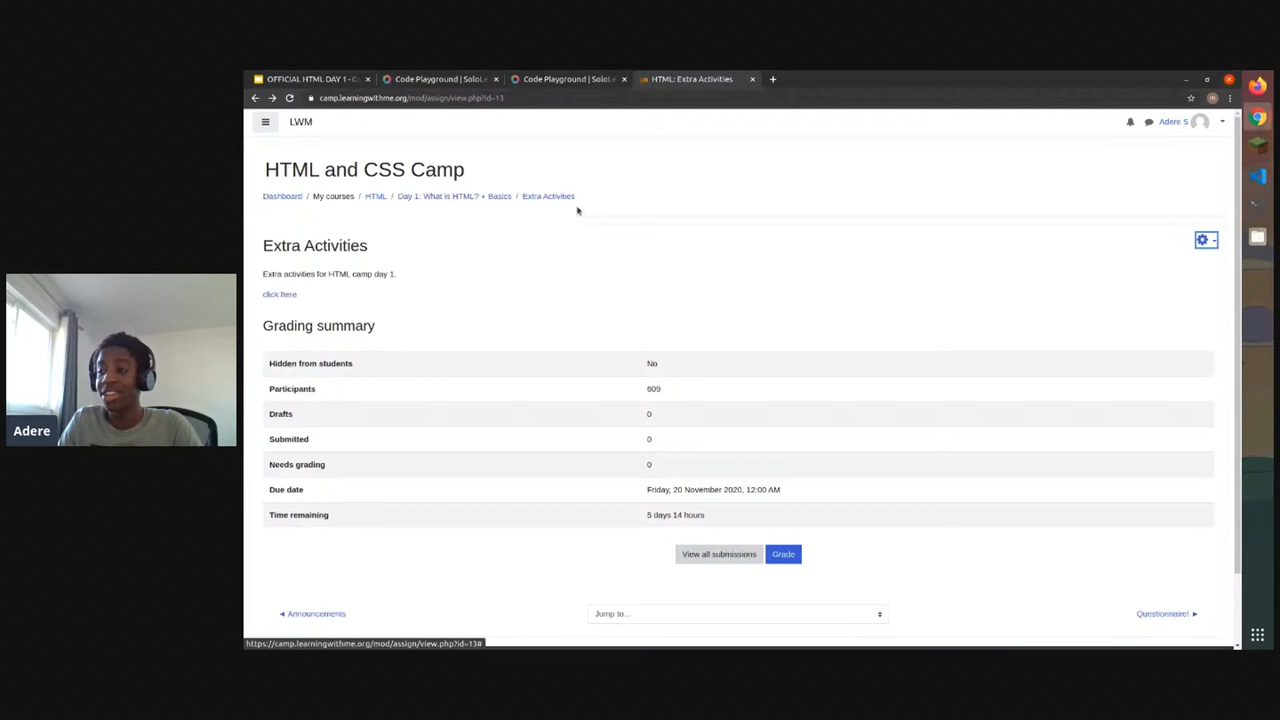 OFFICIAL HTML DAY 1 - G
Code Playground | SoloLe
Code Playground | SoloLe
HTML: Extra Activities
camp.learningwithme.org/mod/assign/view.php?id=13
LWM
Adere S
HTML and CSS Camp
Dashboard / My courses / HTML / Day 1: What is HTML? + Basics / Extra Activities
Extra Activities
Extra activities for HTML camp day 1.
click here
Grading summary
Hidden from students No
Participants 609
Drafts 0
Submitted 0
Needs grading 0
Due date Friday, 20 November 2020, 12:00 AM
Time remaining 5 days 14 hours
View all submissions Grade
◄ Announcements Jump to... Questionnaire! ►
https://camp.learningwithme.org/mod/assign/view.php?id=13#
Adere